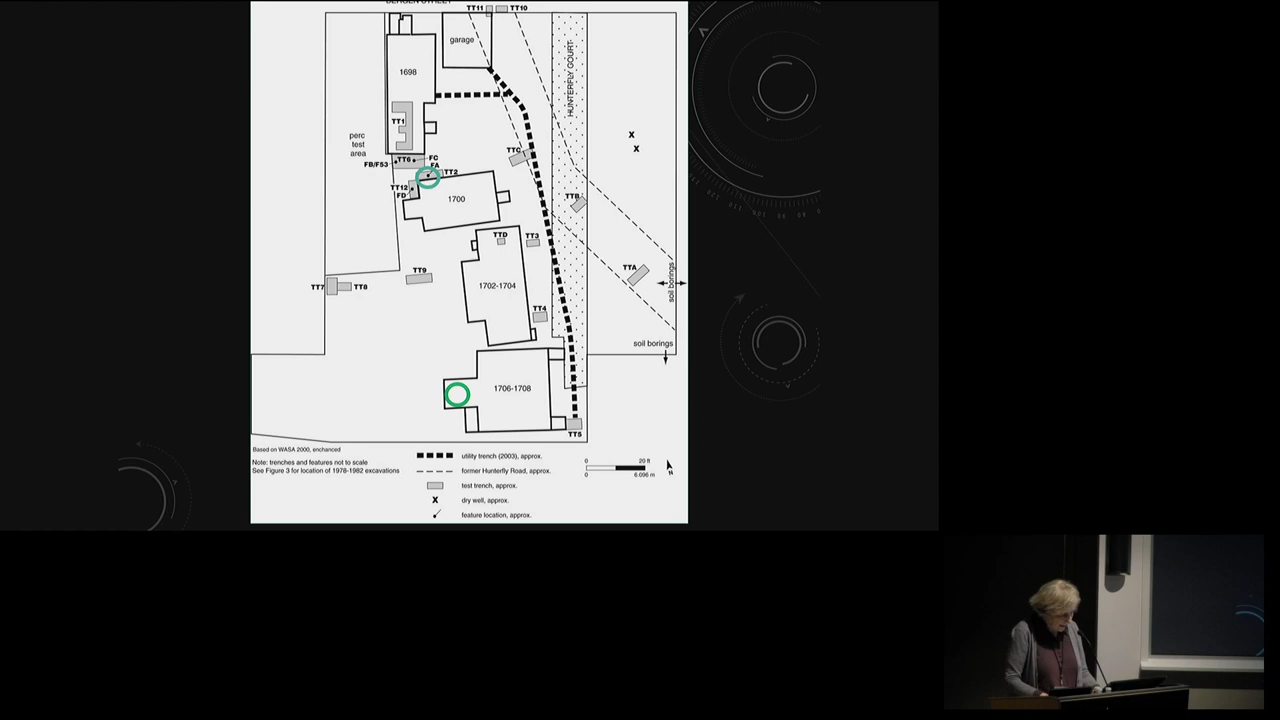 BERGEN STREET
TT11
TT10
garage
HUNTERFLY COURT
1698
TT1
perc
test
area
TTC
FC
TT6
FB/F53
FA
TT2
TT12
FD
1700
TTB
TTD
TT3
TTA
TT9
TT7
TT8
1702-1704
soil borings
TT4
soil borings
1706-1708
TT5
Based on WASA 2000, enchanced
Note: trenches and features not to scale
See Figure 3 for location of 1978-1982 excavations
utility trench (2003), approx.
former Hunterfly Road, approx.
test trench, approx.
X dry well, approx.
feature location, approx.
0 20 ft
0 6.096 m
N